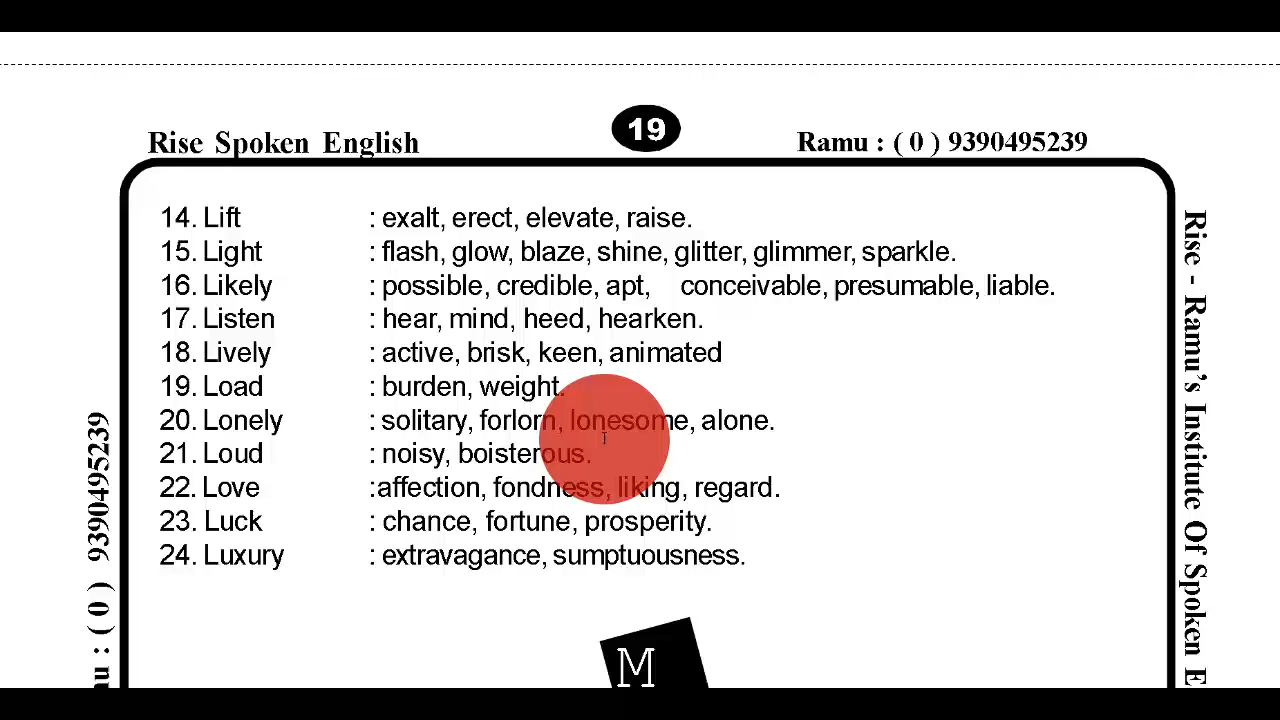 Rise Spoken English
19
Ramu : ( 0 ) 9390495239
14. Lift : exalt, erect, elevate, raise.
15. Light : flash, glow, blaze, shine, glitter, glimmer, sparkle.
16. Likely : possible, credible, apt, conceivable, presumable, liable.
17. Listen : hear, mind, heed, hearken.
18. Lively : active, brisk, keen, animated
19. Load : burden, weight.
20. Lonely : solitary, forlorn, lonesome, alone.
21. Loud : noisy, boisterous.
22. Love :affection, fondness, liking, regard.
23. Luck : chance, fortune, prosperity.
24. Luxury : extravagance, sumptuousness.
M
Rise - Ramu's Institute Of Spoken E
mu : ( 0 ) 9390495239